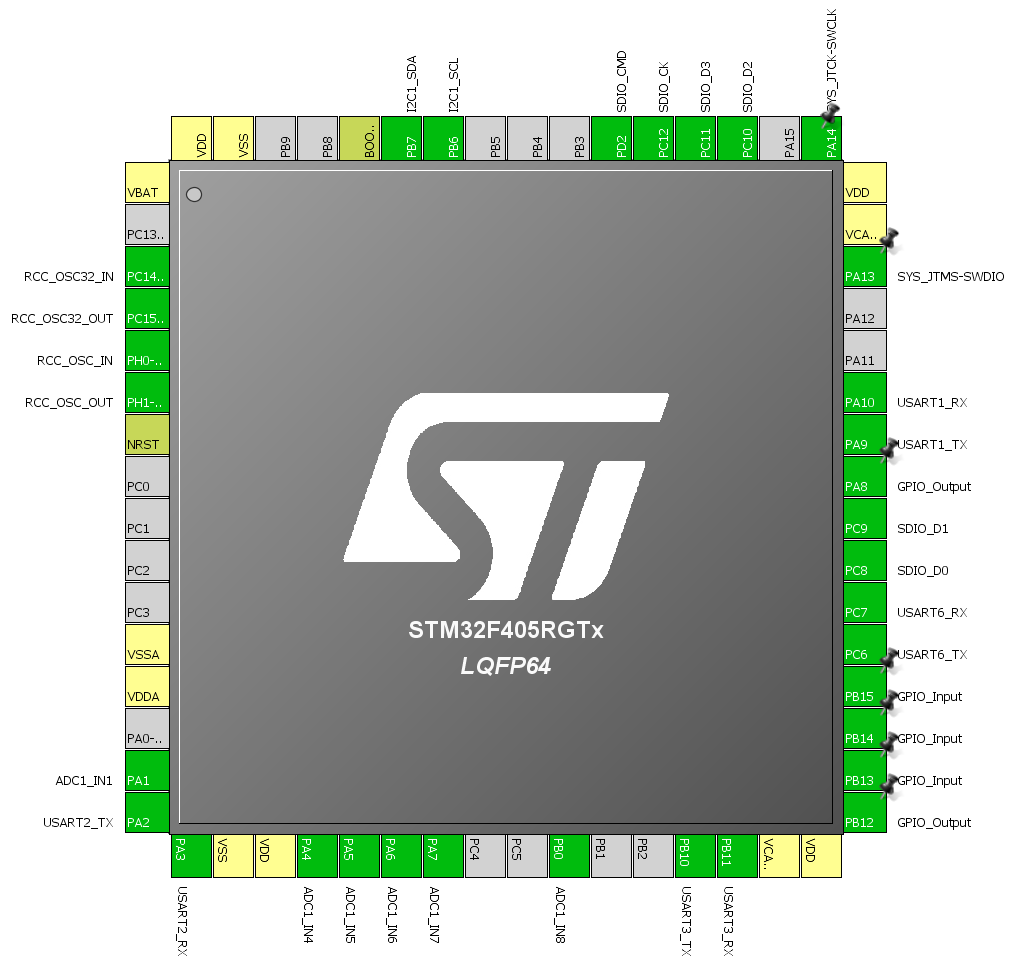 SYS_JTCK-SWCLK
I2C1_SDA
I2C1_SCL
SDIO_CMD
SDIO_CK
SDIO_D3
SDIO_D2
VDD
VSS
PB9
PB8
BOO..
PB7
PB6
PB5
PB4
PB3
PD2
PC12
PC11
PC10
PA15
PA14
VBAT
VDD
PC13..
VCA..
RCC_OSC32_IN
PC14..
PA13
SYS_JTMS-SWDIO
RCC_OSC32_OUT
PC15..
PA12
RCC_OSC_IN
PH0-..
PA11
RCC_OSC_OUT
PH1-..
PA10
USART1_RX
NRST
PA9
USART1_TX
PC0
PA8
GPIO_Output
PC1
PC9
SDIO_D1
PC2
PC8
SDIO_D0
PC3
PC7
USART6_RX
ST
STM32F405RGTx
LQFP64
VSSA
PC6
USART6_TX
VDDA
PB15
GPIO_Input
PA0-..
PB14
GPIO_Input
ADC1_IN1
PA1
PB13
GPIO_Input
USART2_TX
PA2
PB12
GPIO_Output
PA3
VSS
VDD
PA4
PA5
PA6
PA7
PC4
PC5
PB0
PB1
PB2
PB10
PB11
VCA..
VDD
USART2_RX
ADC1_IN4
ADC1_IN5
ADC1_IN6
ADC1_IN7
ADC1_IN8
USART3_TX
USART3_RX